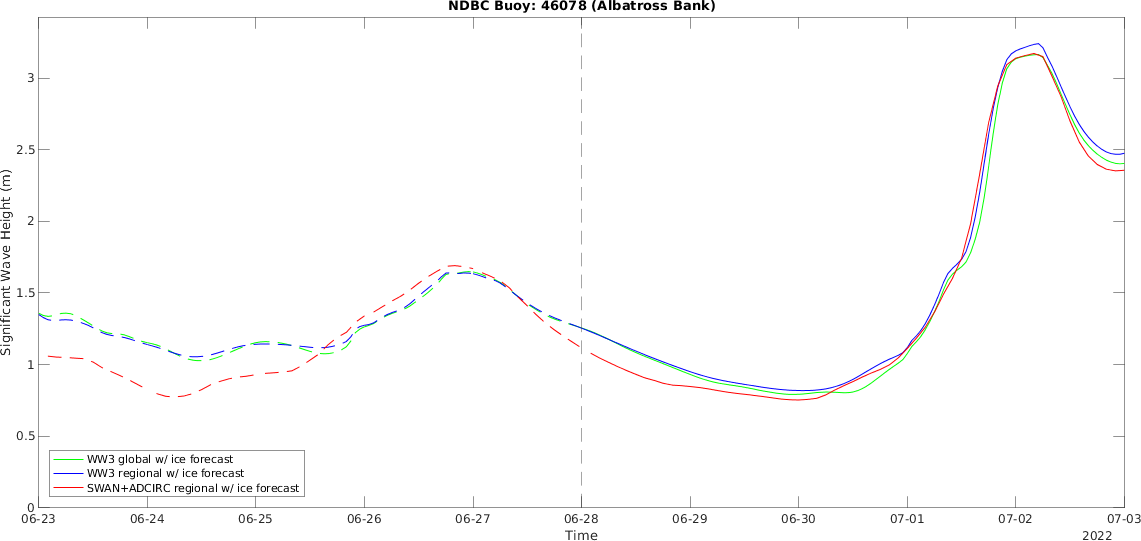 NDBC Buoy: 46078 (Albatross Bank)
Significant Wave Height (m)
3
2.5
2
1.5
1
0.5
0
WW3 global w/ ice forecast
WW3 regional w/ ice forecast
SWAN+ADCIRC regional w/ ice forecast
06-23 06-24 06-25 06-26 06-27 06-28 06-29 06-30 07-01 07-02 07-03
Time 2022